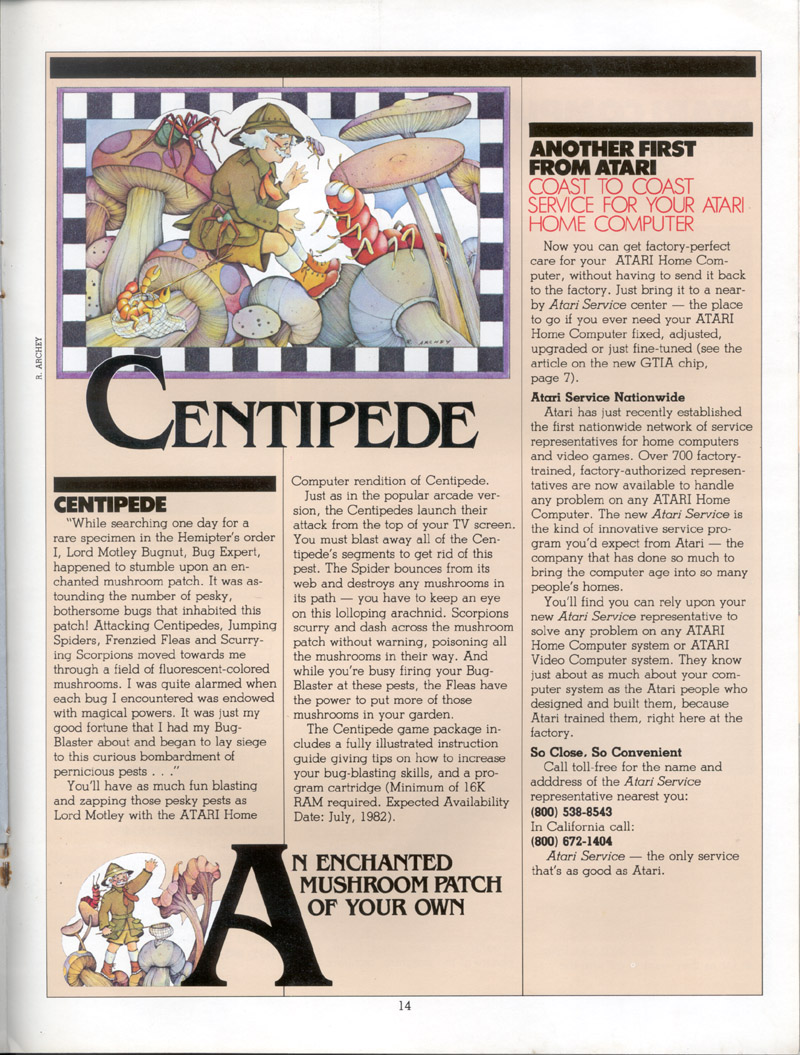 R. ARCHEY
R. ARCHEY
CENTIPEDE
CENTIPEDE
"While searching one day for a
rare specimen in the Hemipter's order
I, Lord Motley Bugnut, Bug Expert,
happened to stumble upon an en-
chanted mushroom patch. It was as-
tounding the number of pesky,
bothersome bugs that inhabited this
patch! Attacking Centipedes, Jumping
Spiders, Frenzied Fleas and Scurry-
ing Scorpions moved towards me
through a field of fluorescent-colored
mushrooms. I was quite alarmed when
each bug I encountered was endowed
with magical powers. It was just my
good fortune that I had my Bug-
Blaster about and began to lay siege
to this curious bombardment of
pernicious pests . . ."
You'll have as much fun blasting
and zapping those pesky pests as
Lord Motley with the ATARI Home
Computer rendition of Centipede.
Just as in the popular arcade ver-
sion, the Centipedes launch their
attack from the top of your TV screen.
You must blast away all of the Cen-
tipede's segments to get rid of this
pest. The Spider bounces from its
web and destroys any mushrooms in
its path — you have to keep an eye
on this lolloping arachnid. Scorpions
scurry and dash across the mushroom
patch without warning, poisoning all
the mushrooms in their way. And
while you're busy firing your Bug-
Blaster at these pests, the Fleas have
the power to put more of those
mushrooms in your garden.
The Centipede game package in-
cludes a fully illustrated instruction
guide giving tips on how to increase
your bug-blasting skills, and a pro-
gram cartridge (Minimum of 16K
RAM required. Expected Availability
Date: July, 1982).
AN ENCHANTED
MUSHROOM PATCH
OF YOUR OWN
ANOTHER FIRST
FROM ATARI
COAST TO COAST
SERVICE FOR YOUR ATARI
HOME COMPUTER
Now you can get factory-perfect
care for your ATARI Home Com-
puter, without having to send it back
to the factory. Just bring it to a near-
by Atari Service center — the place
to go if you ever need your ATARI
Home Computer fixed, adjusted,
upgraded or just fine-tuned (see the
article on the new GTIA chip,
page 7).
Atari Service Nationwide
Atari has just recently established
the first nationwide network of service
representatives for home computers
and video games. Over 700 factory-
trained, factory-authorized represen-
tatives are now available to handle
any problem on any ATARI Home
Computer. The new Atari Service is
the kind of innovative service pro-
gram you'd expect from Atari — the
company that has done so much to
bring the computer age into so many
people's homes.
You'll find you can rely upon your
new Atari Service representative to
solve any problem on any ATARI
Home Computer system or ATARI
Video Computer system. They know
just about as much about your com-
puter system as the Atari people who
designed and built them, because
Atari trained them, right here at the
factory.
So Close, So Convenient
Call toll-free for the name and
adddress of the Atari Service
representative nearest you:
(800) 538-8543
In California call:
(800) 672-1404
Atari Service — the only service
that's as good as Atari.
14